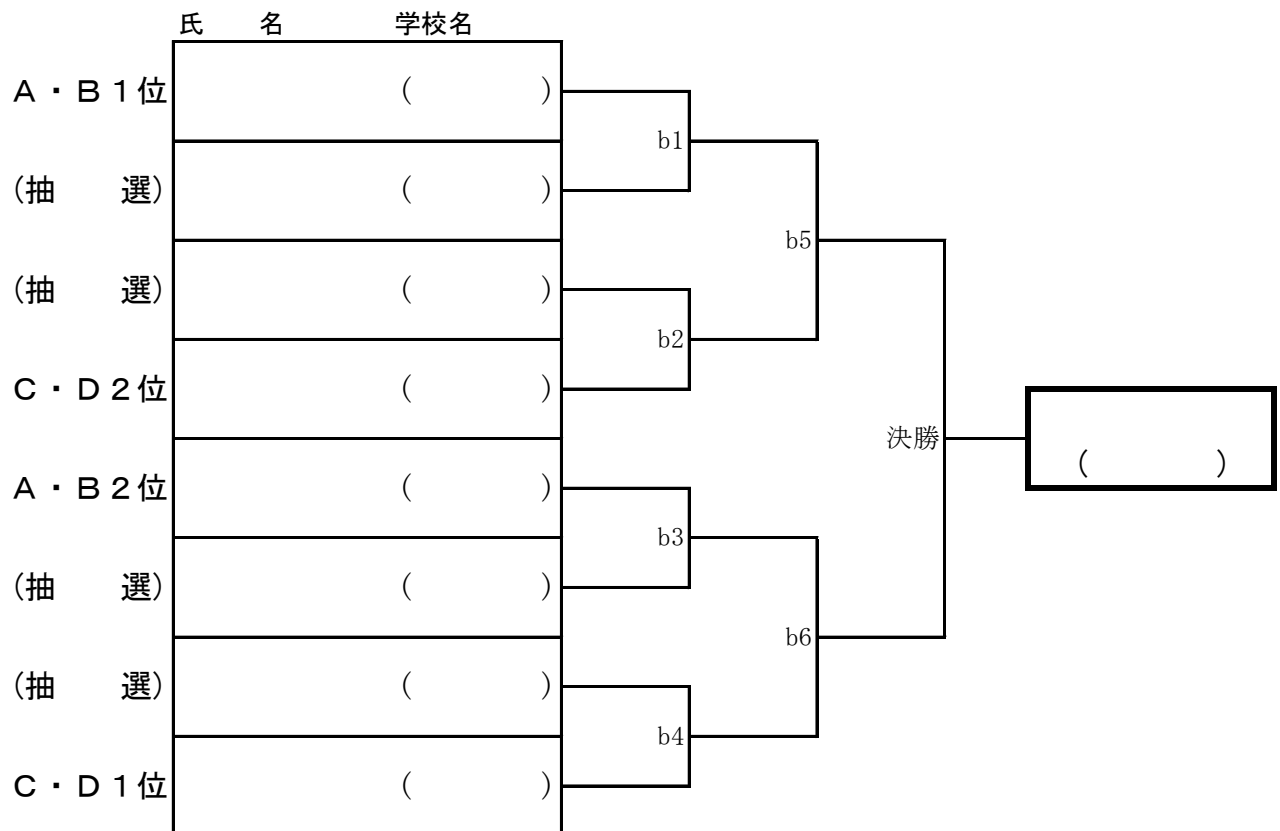 氏　名　学校名
A・B1位　(　)
b1
(抽　選)　(　)
b5
(抽　選)　(　)
b2
C・D2位　(　)
決勝
(　)
A・B2位　(　)
b3
(抽　選)　(　)
b6
(抽　選)　(　)
b4
C・D1位　(　)